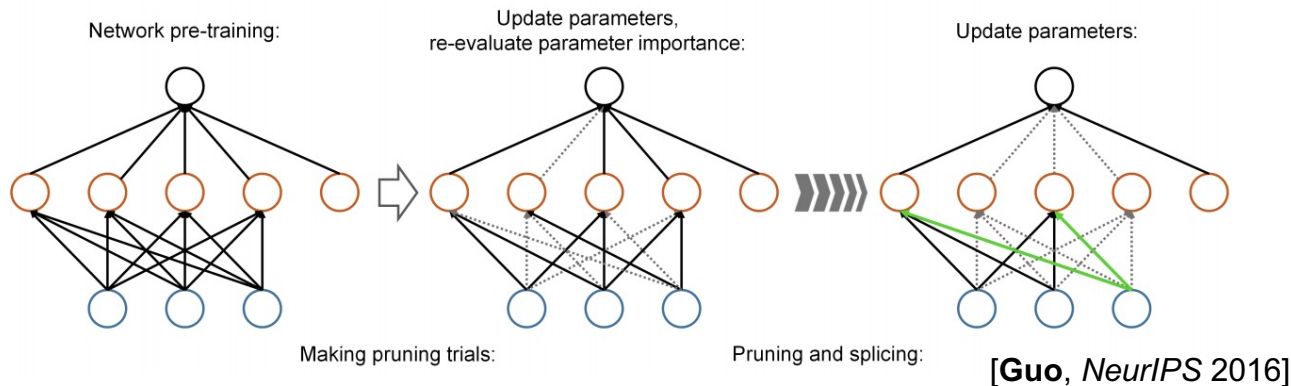 Network pre-training:
Update parameters,
re-evaluate parameter importance:
Update parameters:
Making pruning trials:
Pruning and splicing:
[Guo, NeurIPS 2016]